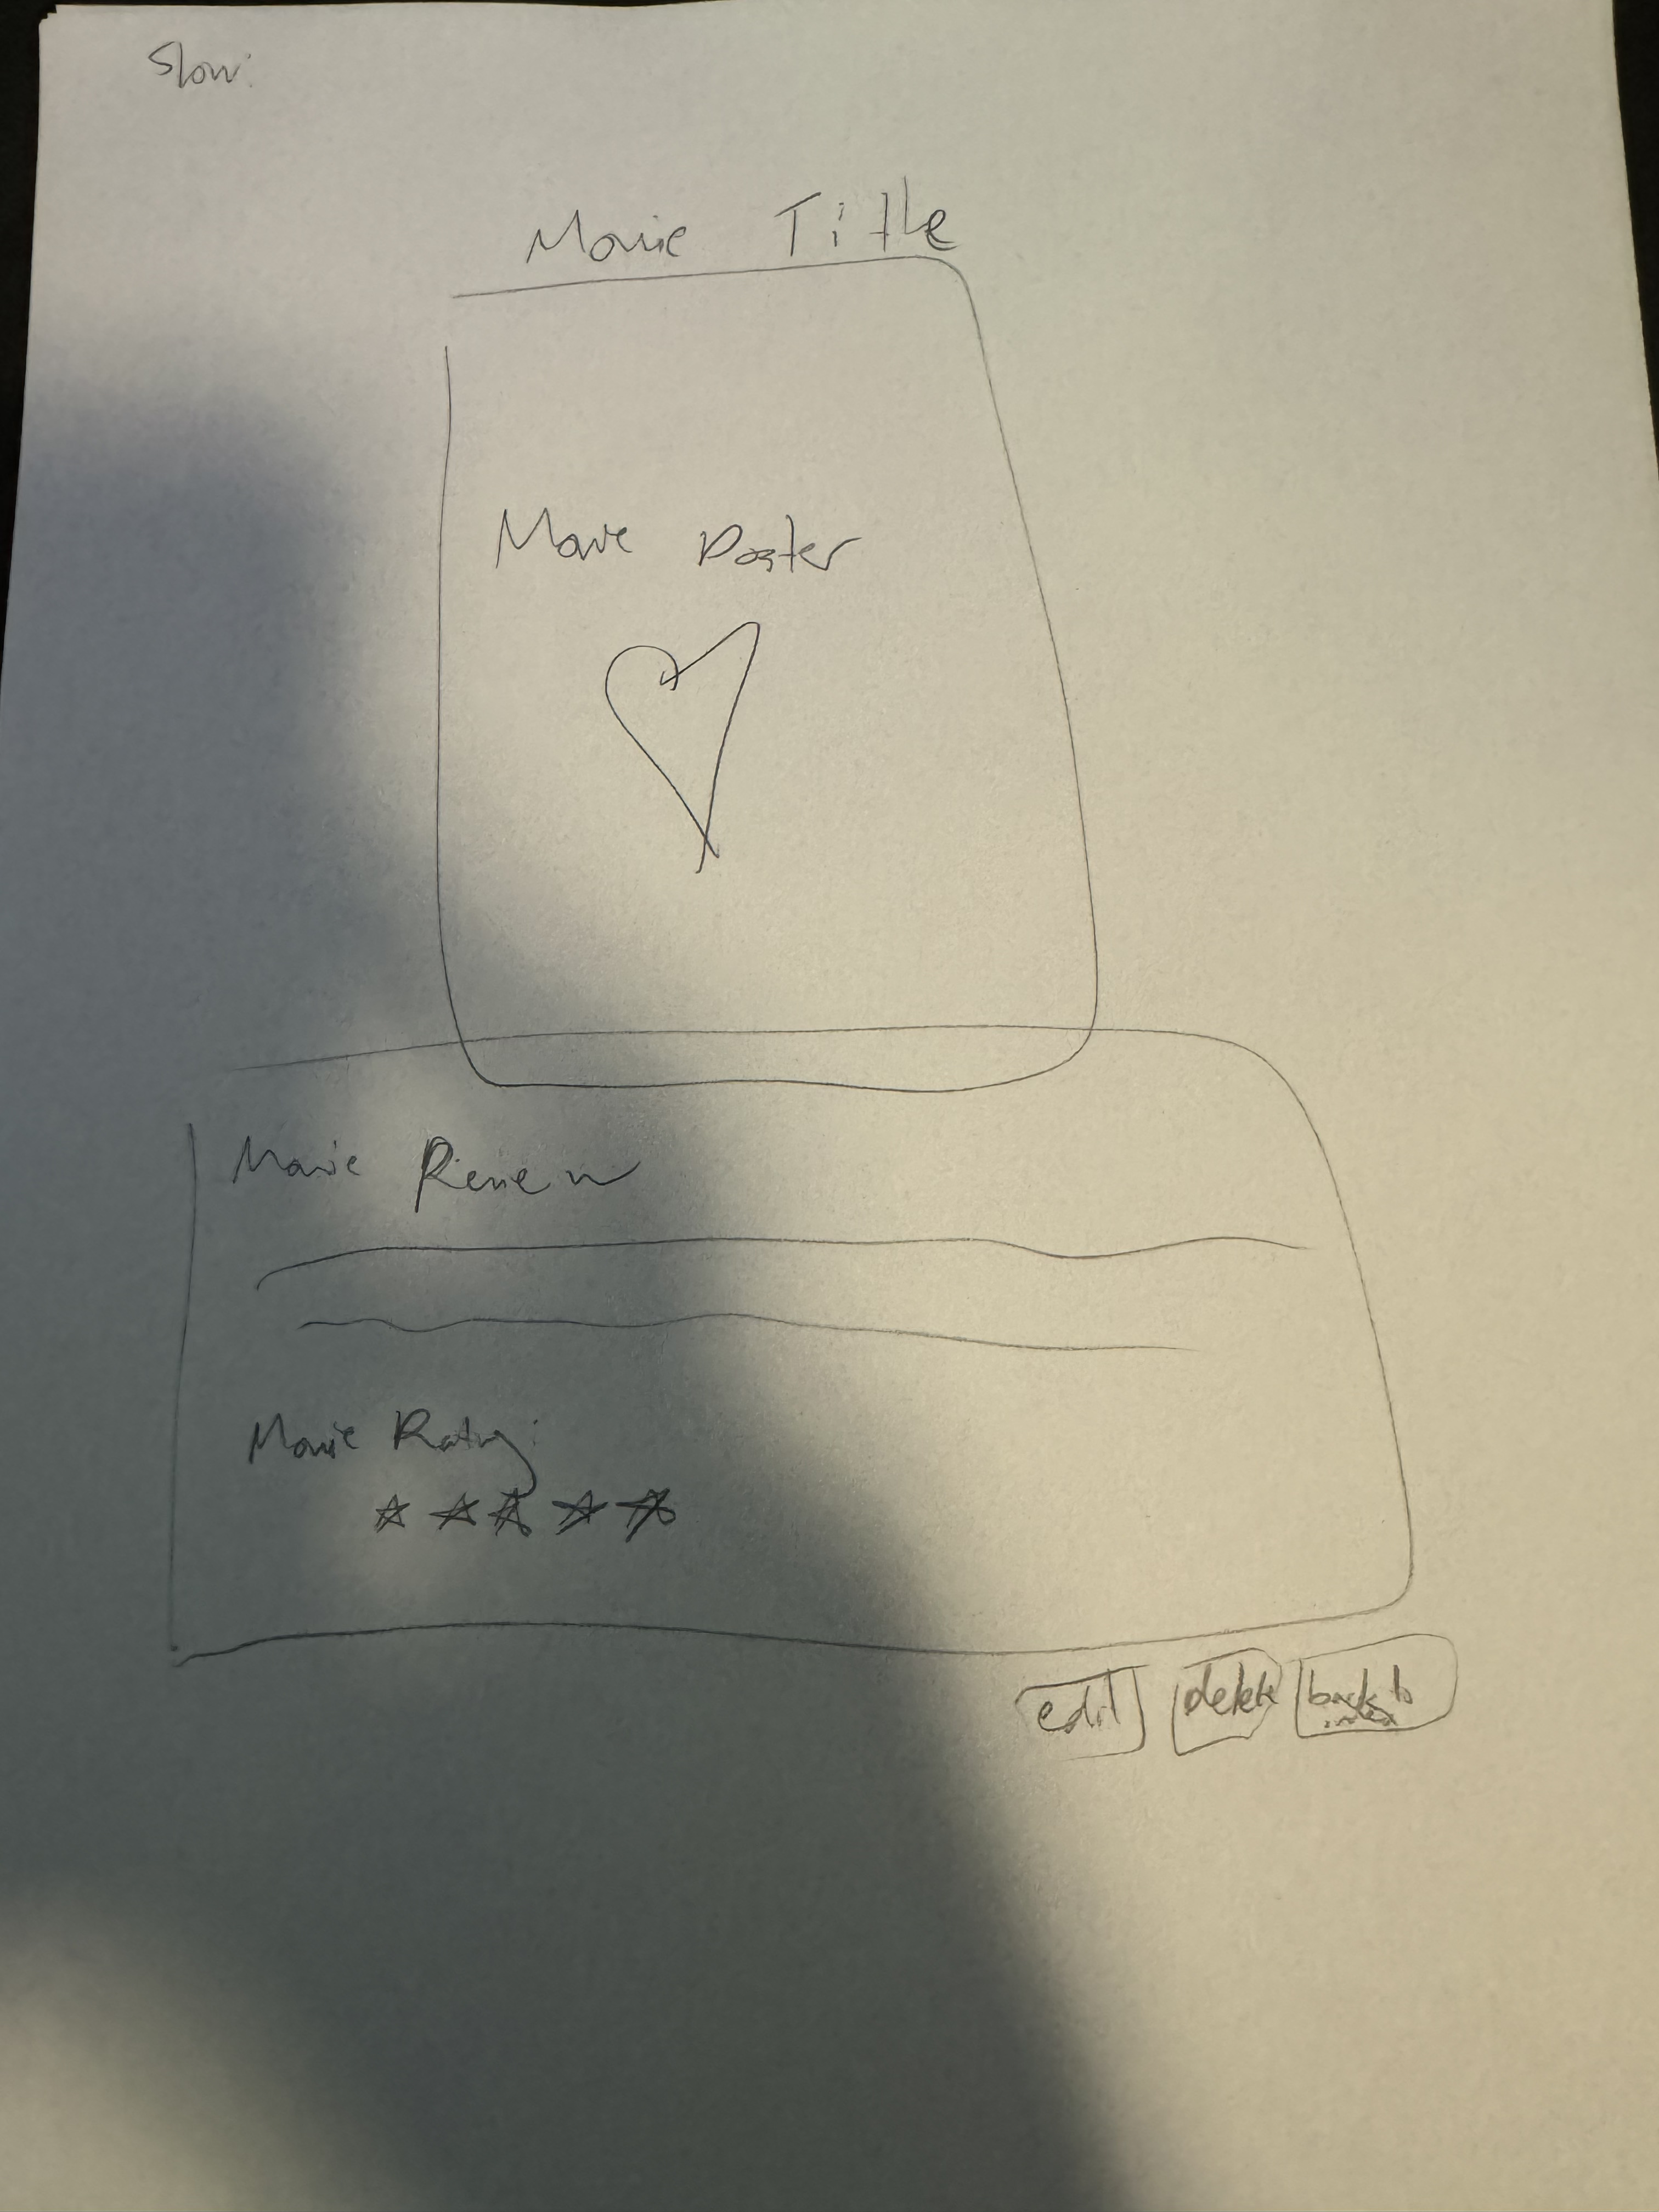 Show:
Movie Title
Movie Poster
Movie Review
Movie Rating:
edit
delete
back to
index